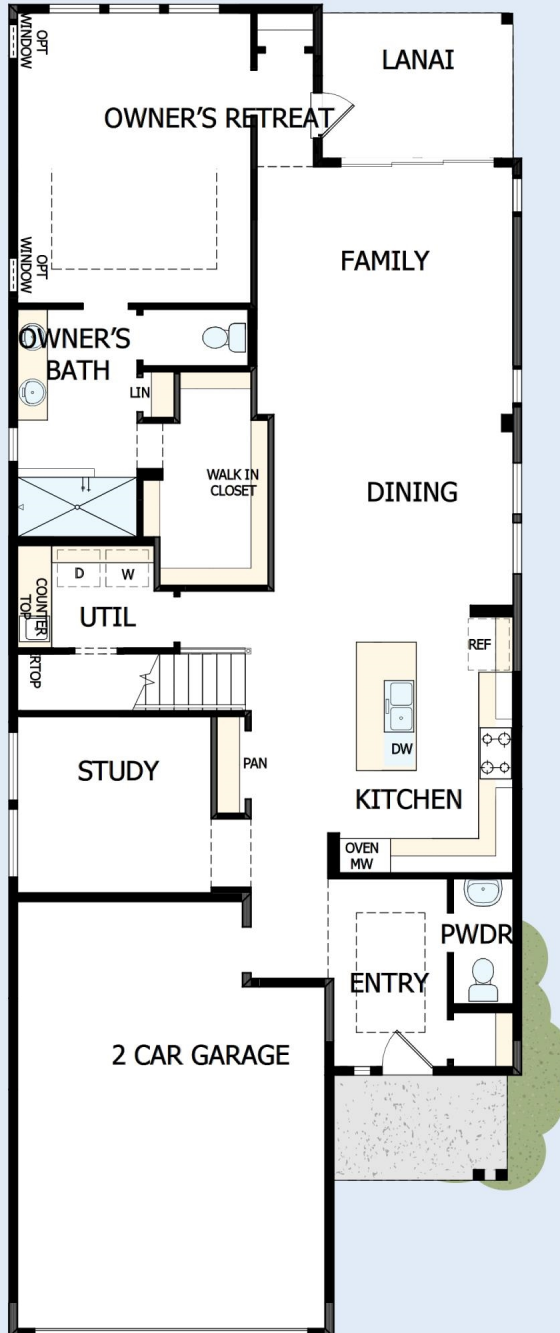 OPT
WINDOW
LANAI
OWNER'S RETREAT
OPT
WINDOW
FAMILY
OWNER'S
BATH
LIN
WALK IN
CLOSET
DINING
D
W
COUNTER
TOP
UTIL
REF
RTOP
DW
STUDY
PAN
KITCHEN
OVEN
MW
PWDR
ENTRY
2 CAR GARAGE